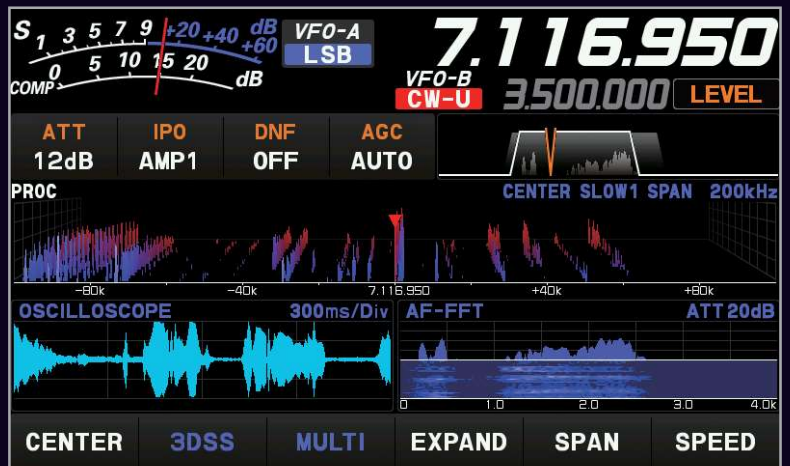 S 1 3 5 7 9 +20 +40 +60 dB
COMP 0 5 10 15 20 dB
VFO-A
LSB
7.116.950
VFO-B
CW-U
3.500.000
LEVEL
ATT IPO DNF AGC
12dB AMP1 OFF AUTO
PROC CENTER SLOW1 SPAN 200kHz
-80k -40k 7.116.950 +40k +80k
OSCILLOSCOPE 300ms/Div AF-FFT ATT 20dB
0 1.0 2.0 3.0 4.0k
CENTER 3DSS MULTI EXPAND SPAN SPEED